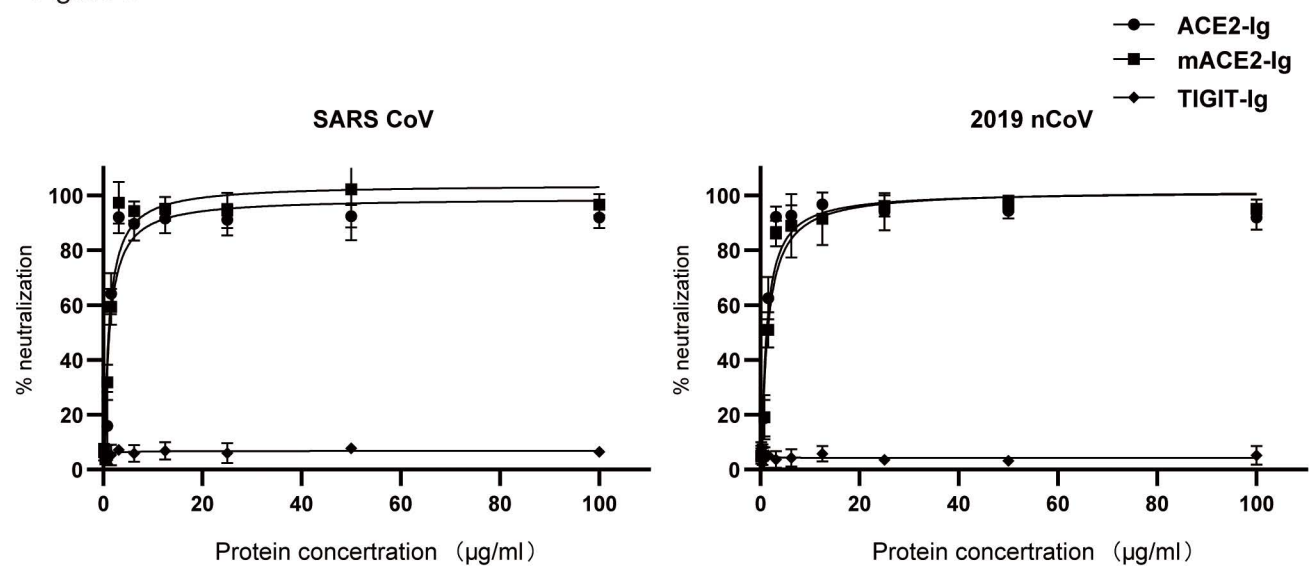 ACE2-Ig
mACE2-Ig
TIGIT-Ig
SARS CoV
100
80
60
40
20
0
% neutralization
0 20 40 60 80 100
Protein concertration （μg/ml）
2019 nCoV
100
80
60
40
20
0
% neutralization
0 20 40 60 80 100
Protein concertration （μg/ml）